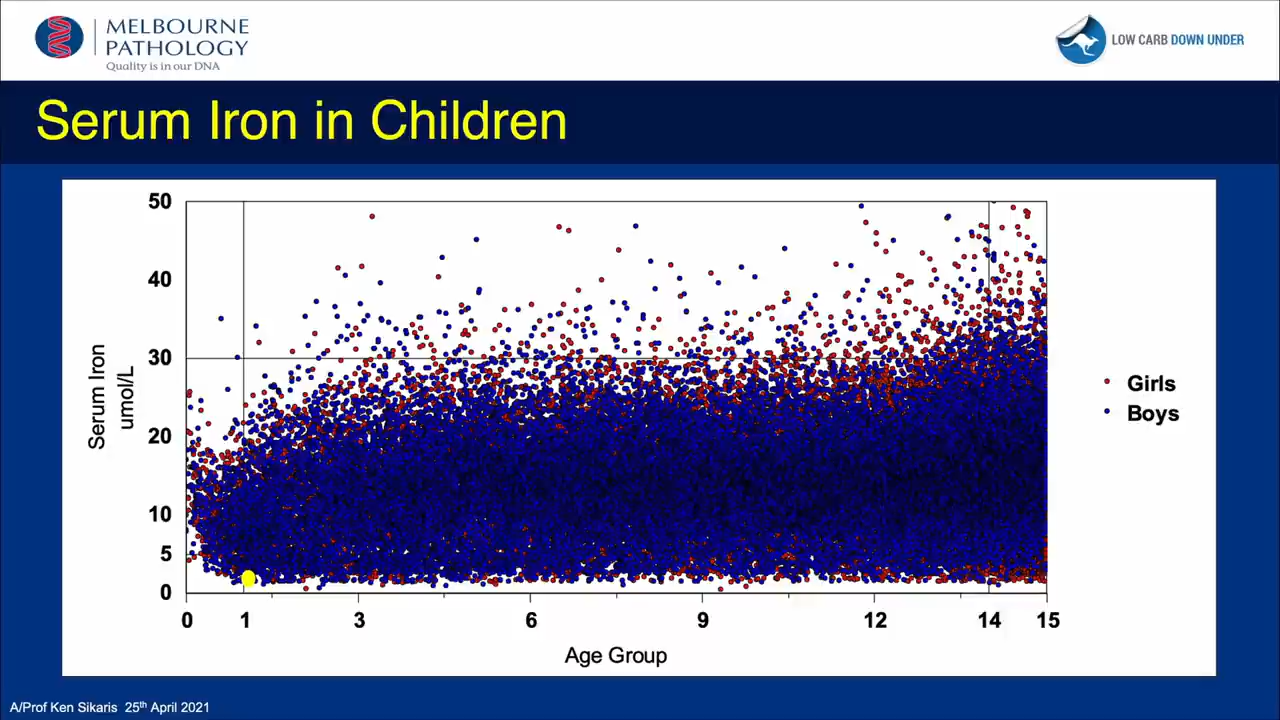 MELBOURNE
PATHOLOGY
Quality is in our DNA
LOW CARB DOWN UNDER
Serum Iron in Children
50
40
30
20
10
5
0
Serum Iron
umol/L
0 1 3 6 9 12 14 15
Age Group
Girls
Boys
A/Prof Ken Sikaris 25th April 2021